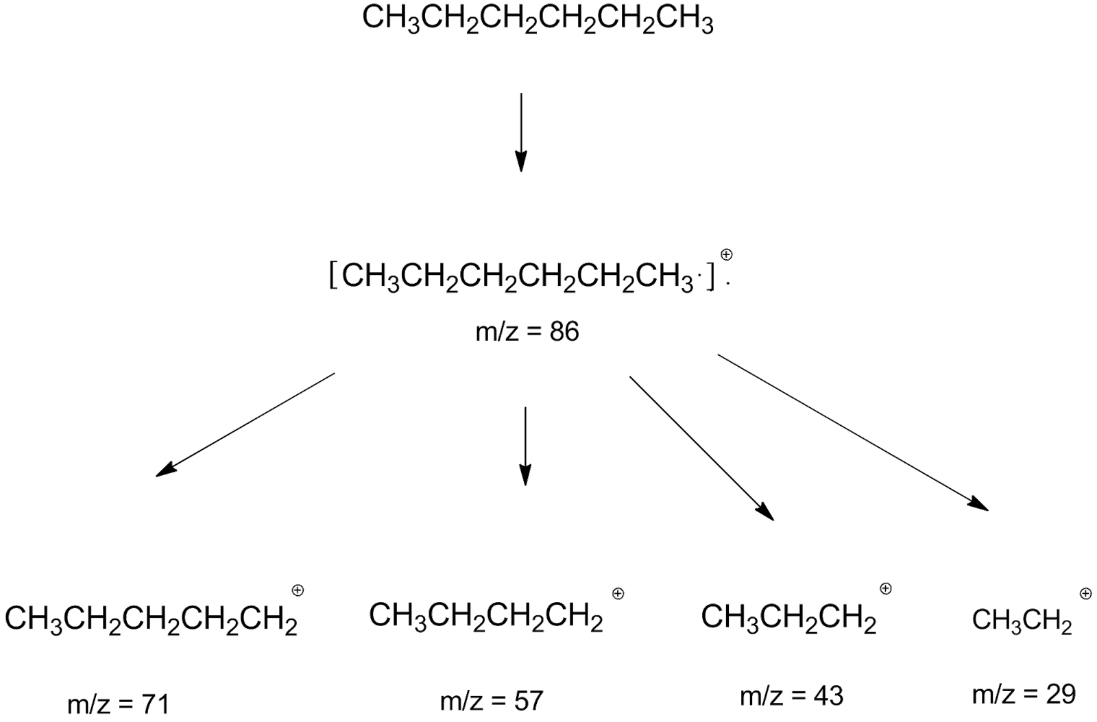 CH₃CH₂CH₂CH₂CH₂CH₃
[CH₃CH₂CH₂CH₂CH₂CH₃·]⊕.
m/z = 86
CH₃CH₂CH₂CH₂CH₂⊕ CH₃CH₂CH₂CH₂⊕ CH₃CH₂CH₂⊕ CH₃CH₂⊕
m/z = 71 m/z = 57 m/z = 43 m/z = 29